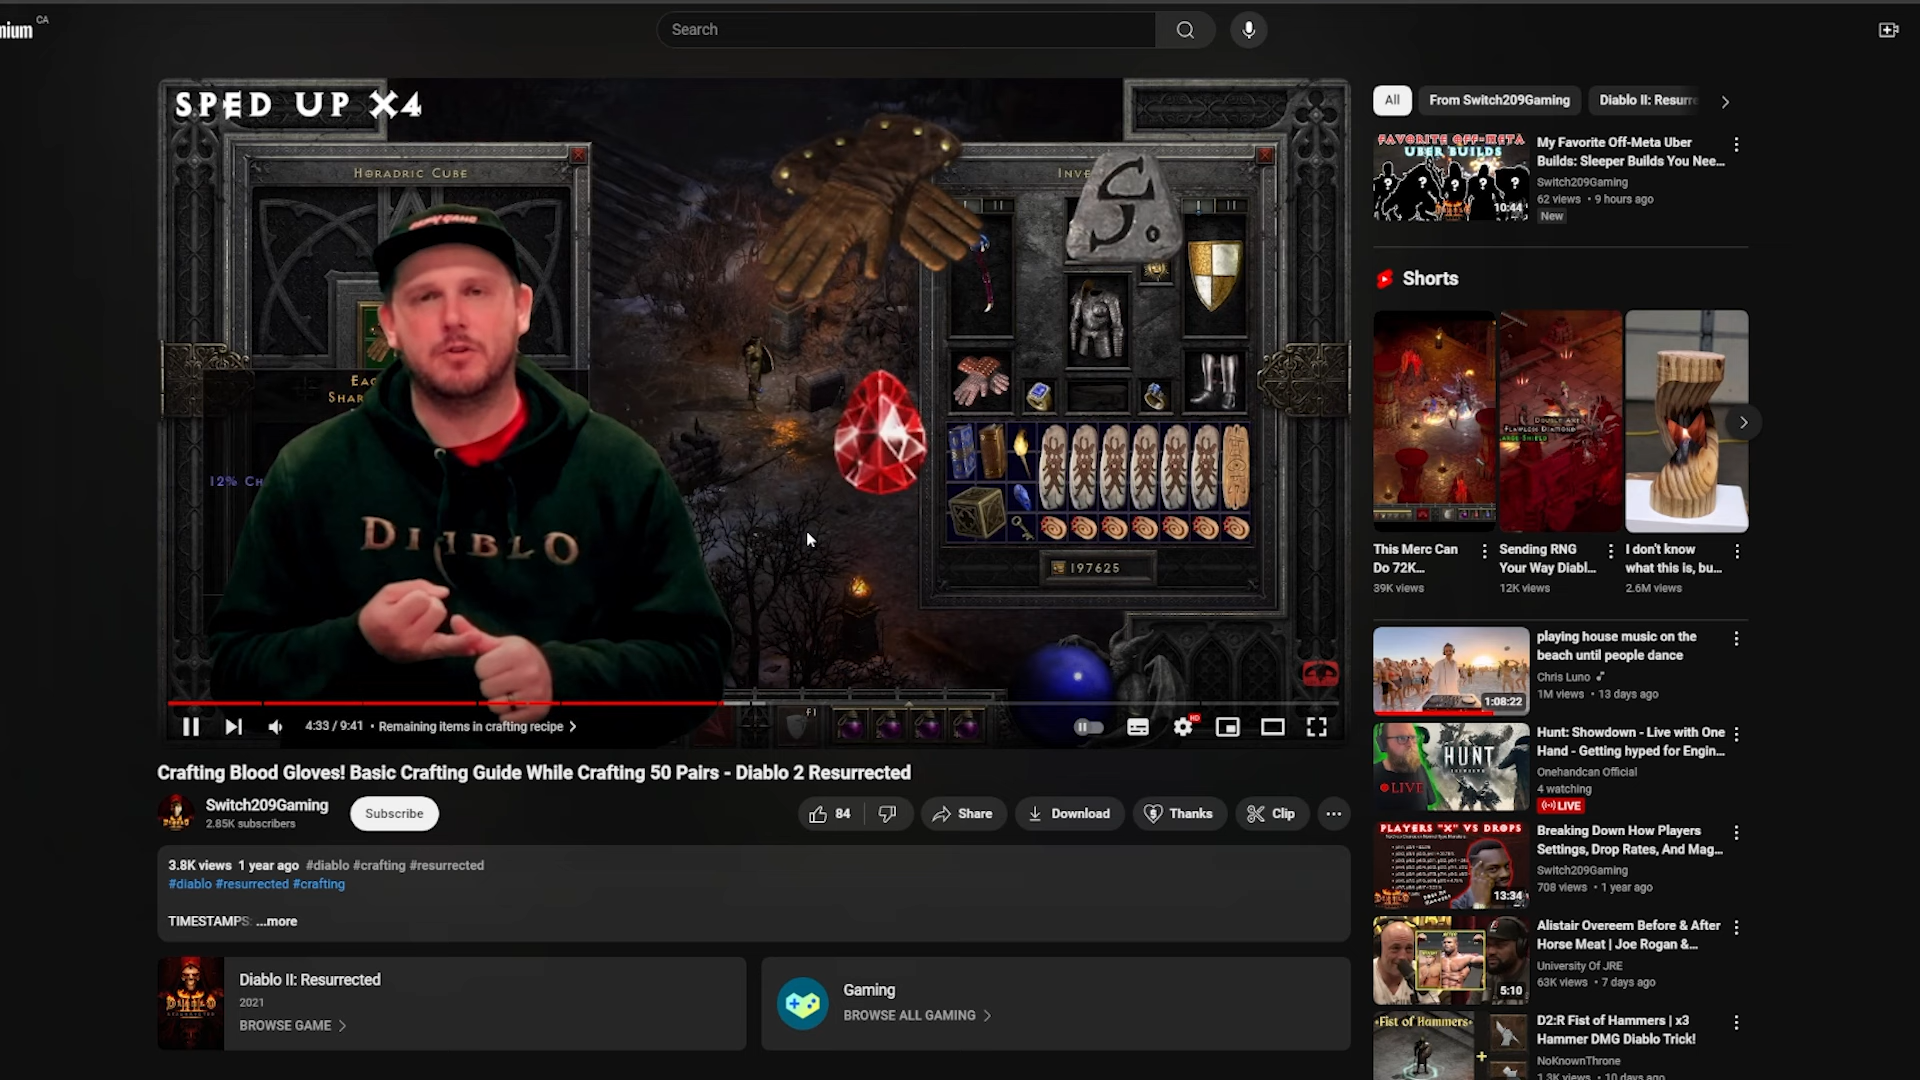 mium CA
Search
SPED UP X4
HORADRIC CUBE
INVE
12% CH
DIABLO
197625
F1
4:33 / 9:41 • Remaining items in crafting recipe
HD
Crafting Blood Gloves! Basic Crafting Guide While Crafting 50 Pairs - Diablo 2 Resurrected
Switch209Gaming
2.85K subscribers
Subscribe
84
Share
Download
Thanks
Clip
3.8K views 1 year ago #diablo #crafting #resurrected
#diablo #resurrected #crafting
TIMESTAMPS: ...more
Diablo II: Resurrected
2021
BROWSE GAME
Gaming
BROWSE ALL GAMING
All
From Switch209Gaming
Diablo II: Resurre
FAVORITE OFF-META
UBER BUILDS
10:44
My Favorite Off-Meta Uber
Builds: Sleeper Builds You Nee...
Switch209Gaming
62 views • 9 hours ago
New
Shorts
This Merc Can
Do 72K...
39K views
Sending RNG
Your Way Diabl...
12K views
I don't know
what this is, bu...
2.6M views
1:08:22
playing house music on the
beach until people dance
Chris Luno
1M views • 13 days ago
HUNT
LIVE
Hunt: Showdown - Live with One
Hand - Getting hyped for Engin...
Onehandcan Official
4 watching
LIVE
PLAYERS "X" VS DROPS
13:34
Breaking Down How Players
Settings, Drop Rates, And Mag...
Switch209Gaming
708 views • 1 year ago
5:10
Alistair Overeem Before & After
Horse Meat | Joe Rogan &...
University Of JRE
63K views • 7 days ago
Fist of Hammers
D2:R Fist of Hammers | x3
Hammer DMG Diablo Trick!
NoKnownThrone
1.3K views • 10 days ago